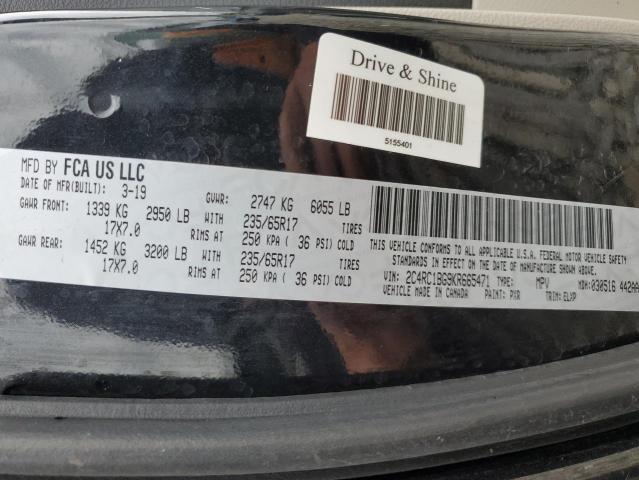 Drive & Shine
5155401
MFD BY FCA US LLC
DATE OF MFR(BUILT): 3-19 GVWR: 2747 KG 6055 LB
GAWR FRONT: 1339 KG 2950 LB WITH 235/65R17 TIRES
17X7.0 RIMS AT 250 KPA ( 36 PSI) COLD
GAWR REAR: 1452 KG 3200 LB WITH 235/65R17 TIRES
17X7.0 RIMS AT 250 KPA ( 36 PSI) COLD
THIS VEHICLE CONFORMS TO ALL APPLICABLE U.S.A. FEDERAL MOTOR VEHICLE SAFETY
STANDARDS IN EFFECT ON THE DATE OF MANUFACTURE SHOWN ABOVE.
VIN: 2C4RC1BG9KR665471 TYPE: MPV MDH:030516 442AA
VEHICLE MADE IN CANADA PAINT: PXR TRIM:ELXP